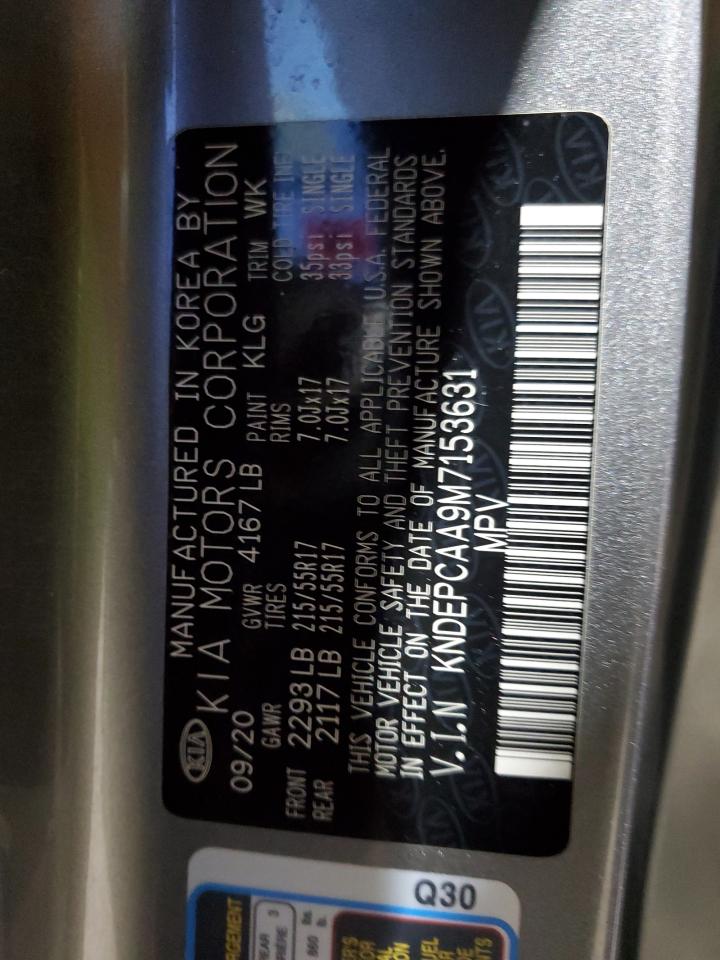 KIA
MANUFACTURED IN KOREA BY
KIA MOTORS CORPORATION
09/20 GVWR 4167 LB PAINT KLG TRIM WK
GAWR TIRES RIMS COLD TIRE INF
FRONT 2293 LB 215/55R17 7.0Jx17 35psi SINGLE
REAR 2117 LB 215/55R17 7.0Jx17 33psi SINGLE
THIS VEHICLE CONFORMS TO ALL APPLICABLE U.S.A. FEDERAL
MOTOR VEHICLE SAFETY AND THEFT PREVENTION STANDARDS
IN EFFECT ON THE DATE OF MANUFACTURE SHOWN ABOVE.
V.I.N KNDEPCAA9M7153631
MPV
Q30